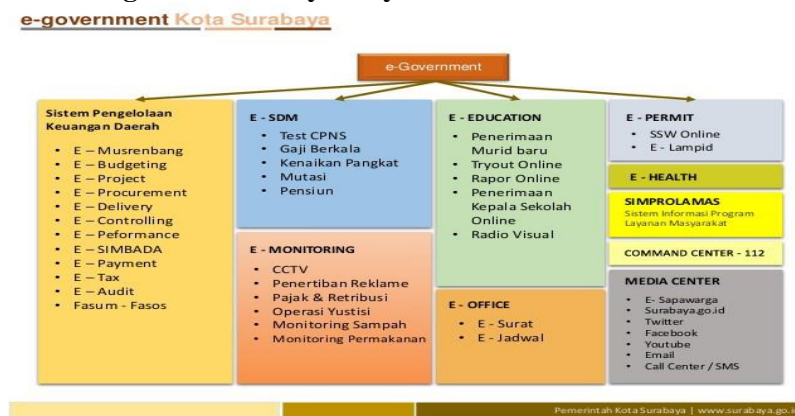 e-government Kota Surabaya
e-Government
Sistem Pengelolaan
Keuangan Daerah
• E – Musrenbang
• E – Budgeting
• E – Project
• E – Procurement
• E – Delivery
• E – Controlling
• E – Peformance
• E – SIMBADA
• E – Payment
• E – Tax
• E – Audit
• Fasum - Fasos
E - SDM
• Test CPNS
• Gaji Berkala
• Kenaikan Pangkat
• Mutasi
• Pensiun
E - MONITORING
• CCTV
• Penertiban Reklame
• Pajak & Retribusi
• Operasi Yustisi
• Monitoring Sampah
• Monitoring Permakanan
E - EDUCATION
• Penerimaan
Murid baru
• Tryout Online
• Rapor Online
• Penerimaan
Kepala Sekolah
Online
• Radio Visual
E - OFFICE
• E - Surat
• E - Jadwal
E - PERMIT
• SSW Online
• E - Lampid
E - HEALTH
SIMPROLAMAS
Sistem Informasi Program
Layanan Masyarakat
COMMAND CENTER - 112
MEDIA CENTER
• E- Sapawarga
• Surabaya.go.id
• Twitter
• Facebook
• Youtube
• Email
• Call Center / SMS
Pemerintah Kota Surabaya | www.surabaya.go.i